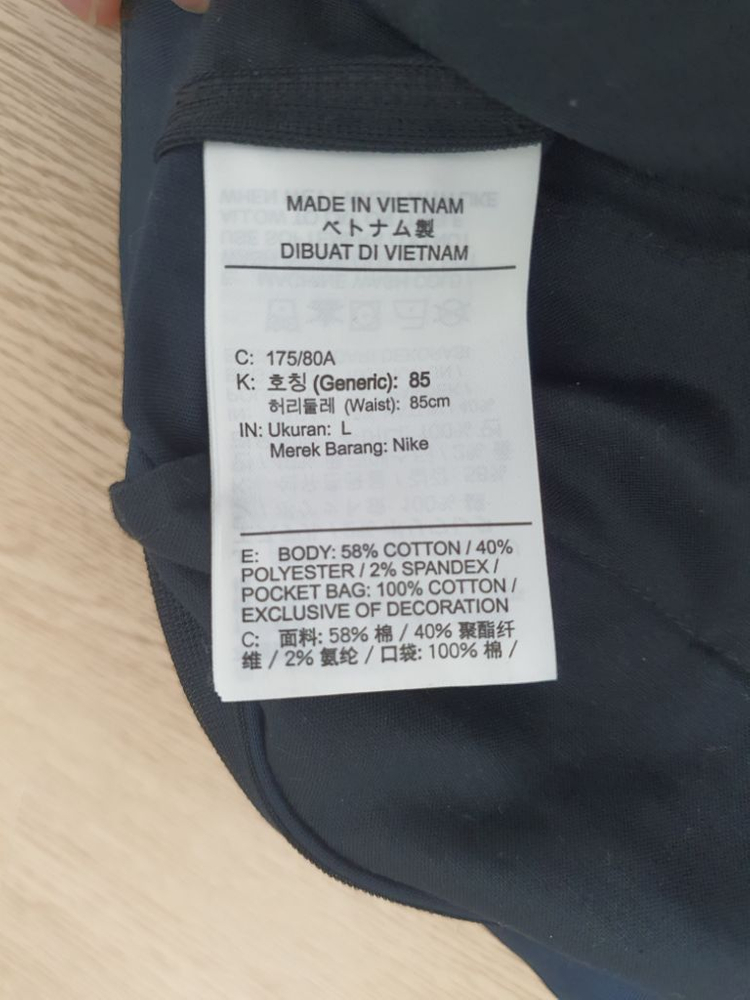 MADE IN VIETNAM
ベトナム製
DIBUAT DI VIETNAM
C: 175/80A
K: 호칭 (Generic): 85
허리둘레 (Waist): 85cm
IN: Ukuran: L
Merek Barang: Nike
E: BODY: 58% COTTON / 40%
POLYESTER / 2% SPANDEX /
POCKET BAG: 100% COTTON /
EXCLUSIVE OF DECORATION
C: 面料: 58% 棉 / 40% 聚酯纤
维 / 2% 氨纶 / 口袋: 100% 棉 /